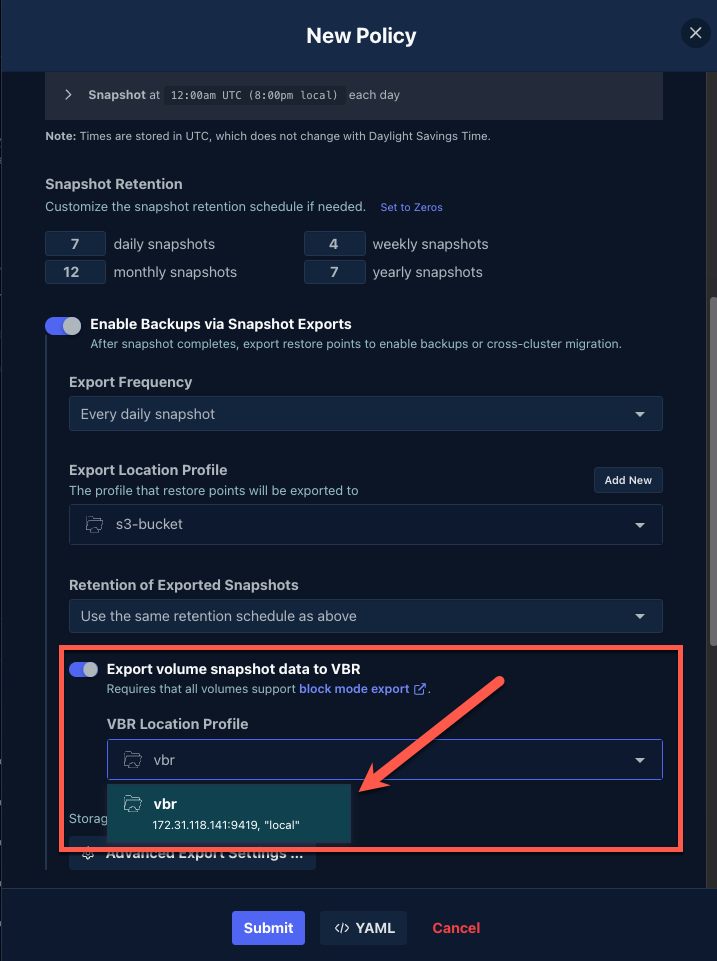 New Policy
Snapshot at 12:00am UTC (8:00pm local) each day
Note: Times are stored in UTC, which does not change with Daylight Savings Time.
Snapshot Retention
Customize the snapshot retention schedule if needed. Set to Zeros
7 daily snapshots 4 weekly snapshots
12 monthly snapshots 7 yearly snapshots
Enable Backups via Snapshot Exports
After snapshot completes, export restore points to enable backups or cross-cluster migration.
Export Frequency
Every daily snapshot
Export Location Profile
Add New
The profile that restore points will be exported to
s3-bucket
Retention of Exported Snapshots
Use the same retention schedule as above
Export volume snapshot data to VBR
Requires that all volumes support block mode export.
VBR Location Profile
vbr
vbr
172.31.118.141:9419, "local"
Storag
Advanced Export Settings ...
Submit </> YAML Cancel